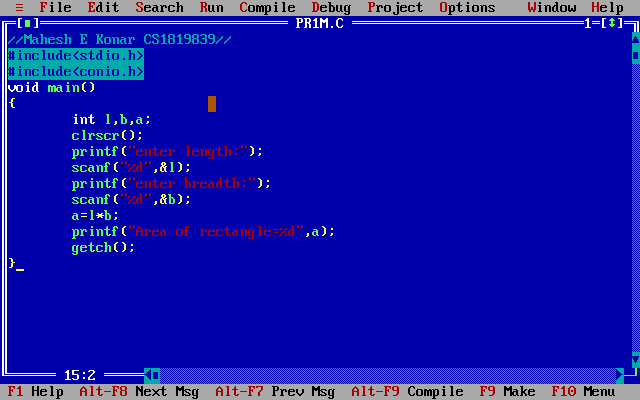 ≡ File Edit Search Run Compile Debug Project Options Window Help
[■] PR1M.C 1=[↕]
//Mahesh E Konar CS1819839//
#include<stdio.h>
#include<conio.h>
void main()
{
int l,b,a;
clrscr();
printf("enter length:");
scanf("%d",&l);
printf("enter breadth:");
scanf("%d",&b);
a=l*b;
printf("Area of rectangle=%d",a);
getch();
}_
15:2
F1 Help Alt-F8 Next Msg Alt-F7 Prev Msg Alt-F9 Compile F9 Make F10 Menu